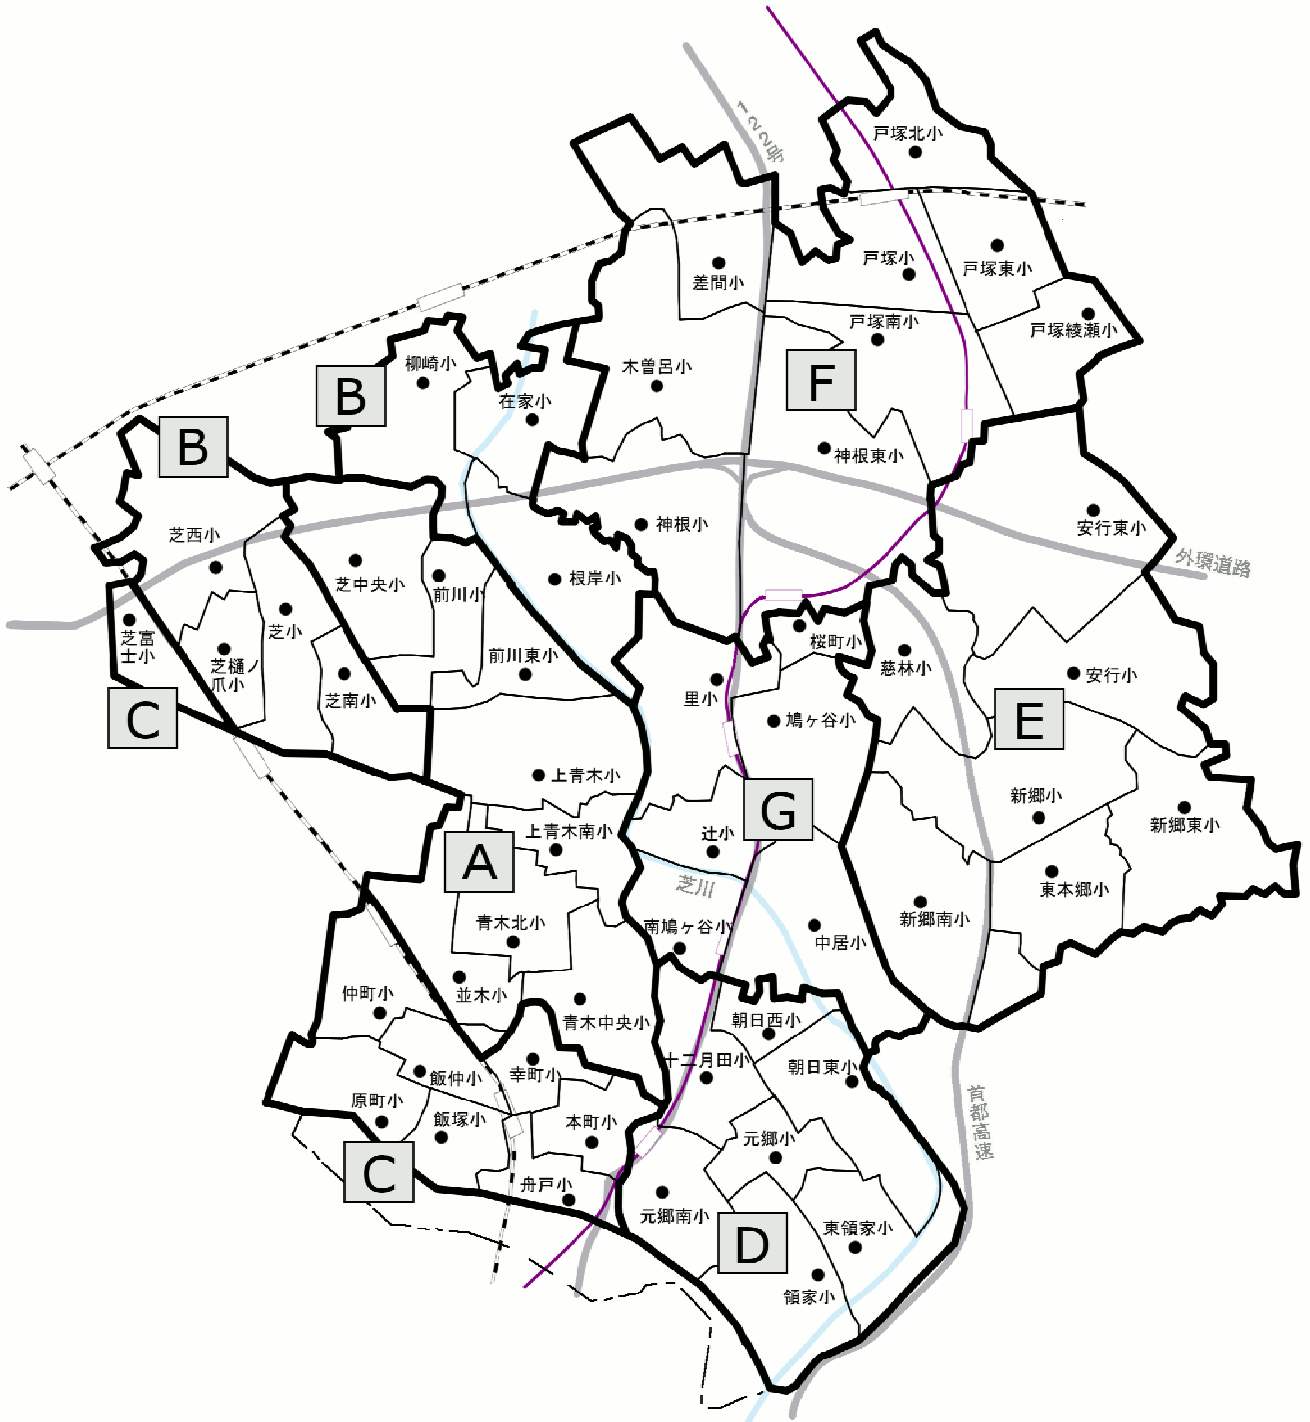 122号
戸塚北小
戸塚小
戸塚東小
差間小
戸塚綾瀬小
戸塚南小
柳崎小
木曽呂小
F
B
在家小
B
神根東小
神根小
安行東小
芝西小
外環道路
芝中央小
根岸小
前川小
芝小
芝富
士小
桜町小
慈林小
芝樋ノ
爪小
前川東小
安行小
芝南小
里小
C
鳩ヶ谷小
E
上青木小
新郷小
G
新郷東小
上青木南小
辻小
A
芝川
東本郷小
新郷南小
青木北小
南鳩ヶ谷小
中居小
仲町小
並木小
青木中央小
朝日西小
十二月田小
朝日東小
飯仲小
幸町小
首都高速
原町小
飯塚小
本町小
元郷小
C
舟戸小
元郷南小
D
東領家小
領家小